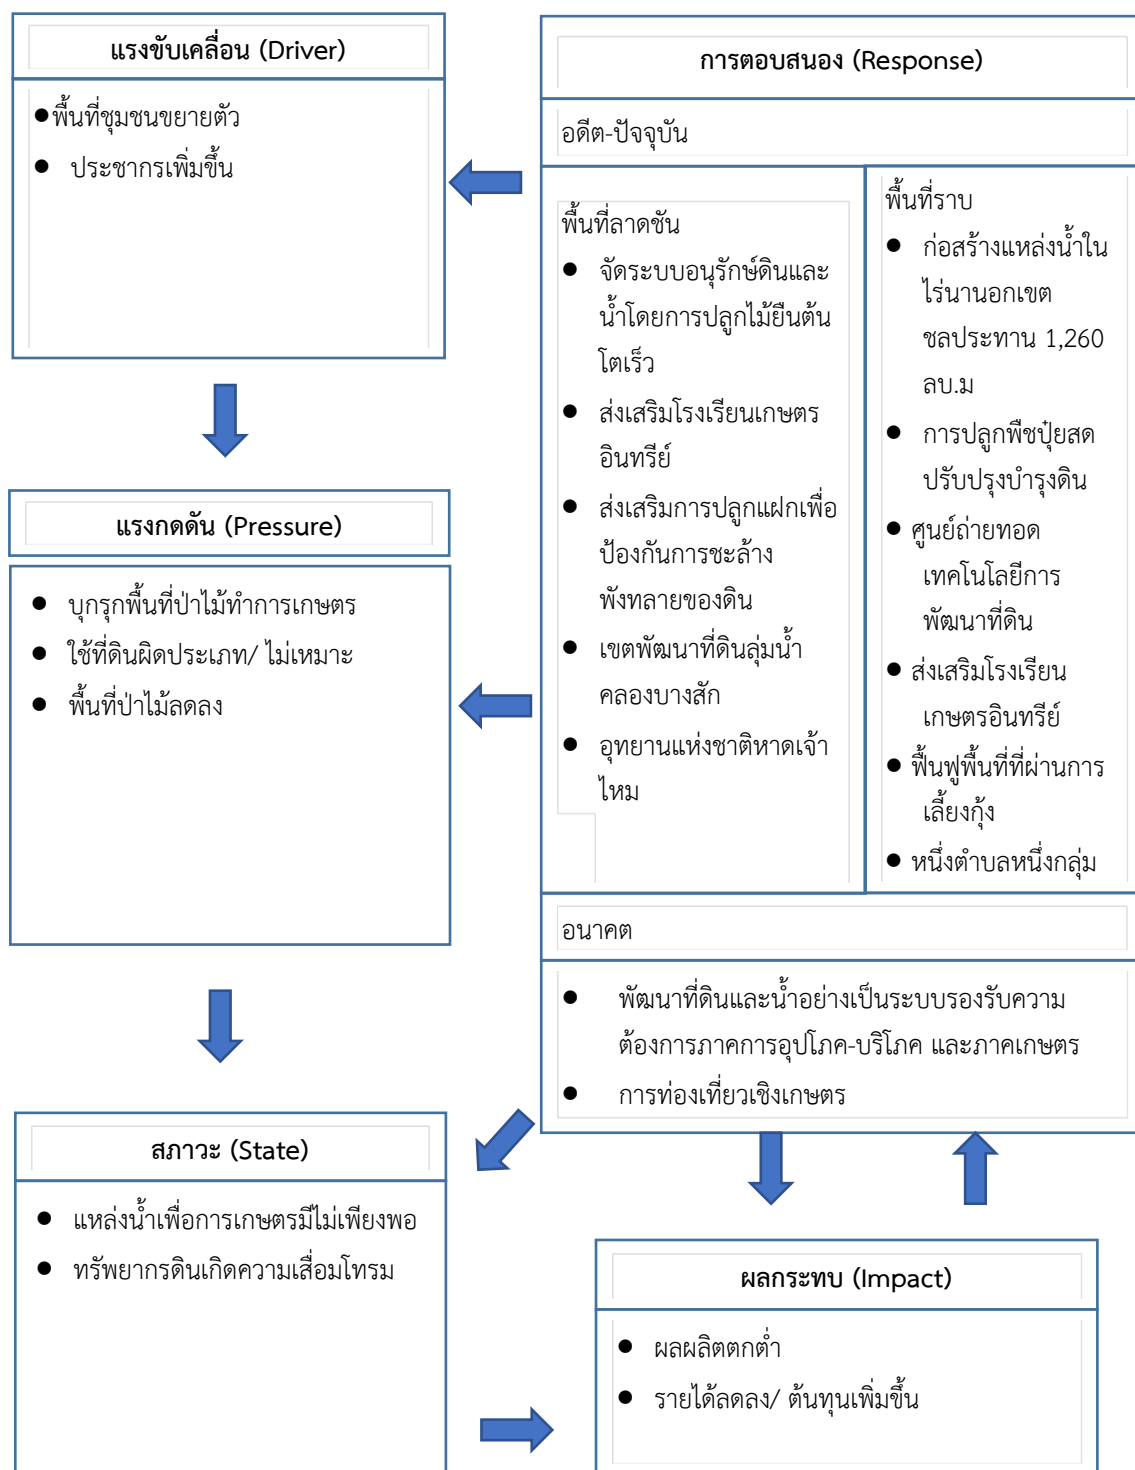 แรงขับเคลื่อน (Driver)
●พื้นที่ชุมชนขยายตัว
● ประชากรเพิ่มขึ้น
แรงกดดัน (Pressure)
● บุกรุกพื้นที่ป่าไม้ทำการเกษตร
● ใช้ที่ดินผิดประเภท/ ไม่เหมาะ
● พื้นที่ป่าไม้ลดลง
สภาวะ (State)
● แหล่งน้ำเพื่อการเกษตรมีไม่เพียงพอ
● ทรัพยากรดินเกิดความเสื่อมโทรม
การตอบสนอง (Response)
อดีต-ปัจจุบัน
พื้นที่ลาดชัน
● จัดระบบอนุรักษ์ดินและ
น้ำโดยการปลูกไม้ยืนต้น
โตเร็ว
● ส่งเสริมโรงเรียนเกษตร
อินทรีย์
● ส่งเสริมการปลูกแฝกเพื่อ
ป้องกันการชะล้าง
พังทลายของดิน
● เขตพัฒนาที่ดินลุ่มน้ำ
คลองบางสัก
● อุทยานแห่งชาติหาดเจ้า
ไหม
พื้นที่ราบ
● ก่อสร้างแหล่งน้ำใน
ไร่นานอกเขต
ชลประทาน 1,260
ลบ.ม
● การปลูกพืชปุ๋ยสด
ปรับปรุงบำรุงดิน
● ศูนย์ถ่ายทอด
เทคโนโลยีการ
พัฒนาที่ดิน
● ส่งเสริมโรงเรียน
เกษตรอินทรีย์
● ฟื้นฟูพื้นที่ที่ผ่านการ
เลี้ยงกุ้ง
● หนึ่งตำบลหนึ่งกลุ่ม
อนาคต
● พัฒนาที่ดินและน้ำอย่างเป็นระบบรองรับความ
ต้องการภาคการอุปโภค-บริโภค และภาคเกษตร
● การท่องเที่ยวเชิงเกษตร
ผลกระทบ (Impact)
● ผลผลิตตกต่ำ
● รายได้ลดลง/ ต้นทุนเพิ่มขึ้น